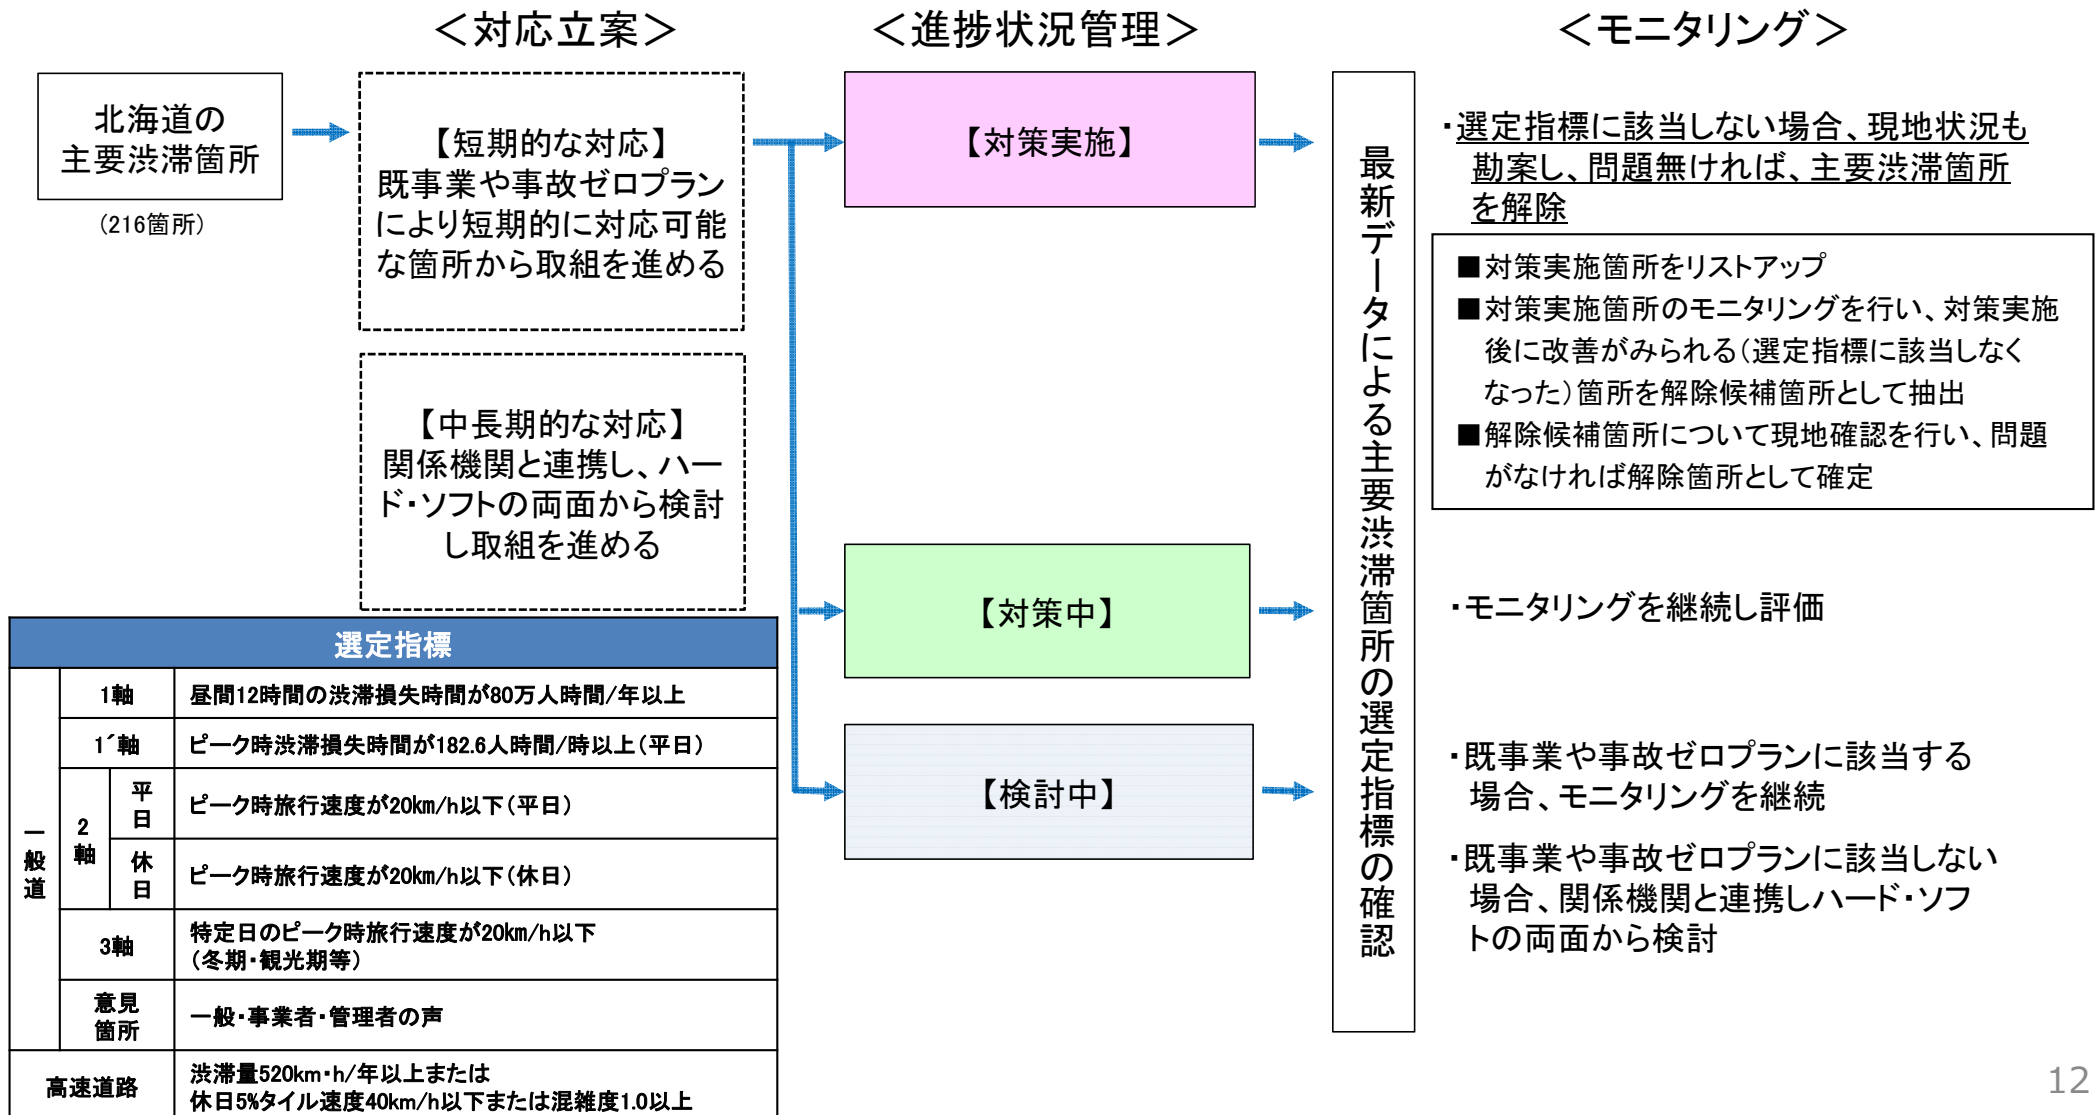 ＜対応立案＞
＜進捗状況管理＞
＜モニタリング＞
北海道の
主要渋滞箇所
（216箇所）
【短期的な対応】
既事業や事故ゼロプラン
により短期的に対応可能
な箇所から取組を進める
【中長期的な対応】
関係機関と連携し、ハー
ド・ソフトの両面から検討
し取組を進める
【対策実施】
【対策中】
【検討中】
最新データによる主要渋滞箇所の選定指標の確認
・選定指標に該当しない場合、現地状況も
勘案し、問題無ければ、主要渋滞箇所
を解除
■対策実施箇所をリストアップ
■対策実施箇所のモニタリングを行い、対策実施
後に改善がみられる（選定指標に該当しなく
なった）箇所を解除候補箇所として抽出
■解除候補箇所について現地確認を行い、問題
がなければ解除箇所として確定
・モニタリングを継続し評価
・既事業や事故ゼロプランに該当する
場合、モニタリングを継続
・既事業や事故ゼロプランに該当しない
場合、関係機関と連携しハード・ソフ
トの両面から検討
選定指標
一般道
1軸
昼間12時間の渋滞損失時間が80万人時間/年以上
1´軸
ピーク時渋滞損失時間が182.6人時間/時以上（平日）
2
軸
平
日
ピーク時旅行速度が20km/h以下（平日）
休
日
ピーク時旅行速度が20km/h以下（休日）
3軸
特定日のピーク時旅行速度が20km/h以下
（冬期・観光期等）
意見
箇所
一般・事業者・管理者の声
高速道路
渋滞量520km・h/年以上または
休日5%タイル速度40km/h以下または混雑度1.0以上
12